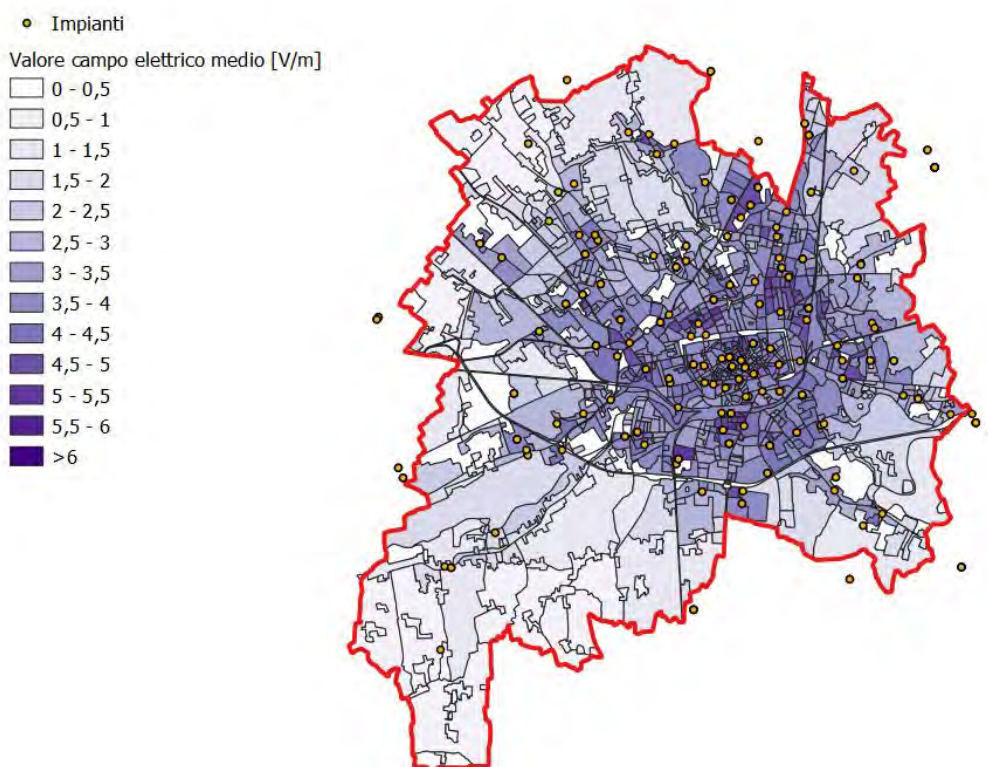 Impianti
Valore campo elettrico medio [V/m]
0 - 0,5
0,5 - 1
1 - 1,5
1,5 - 2
2 - 2,5
2,5 - 3
3 - 3,5
3,5 - 4
4 - 4,5
4,5 - 5
5 - 5,5
5,5 - 6
>6